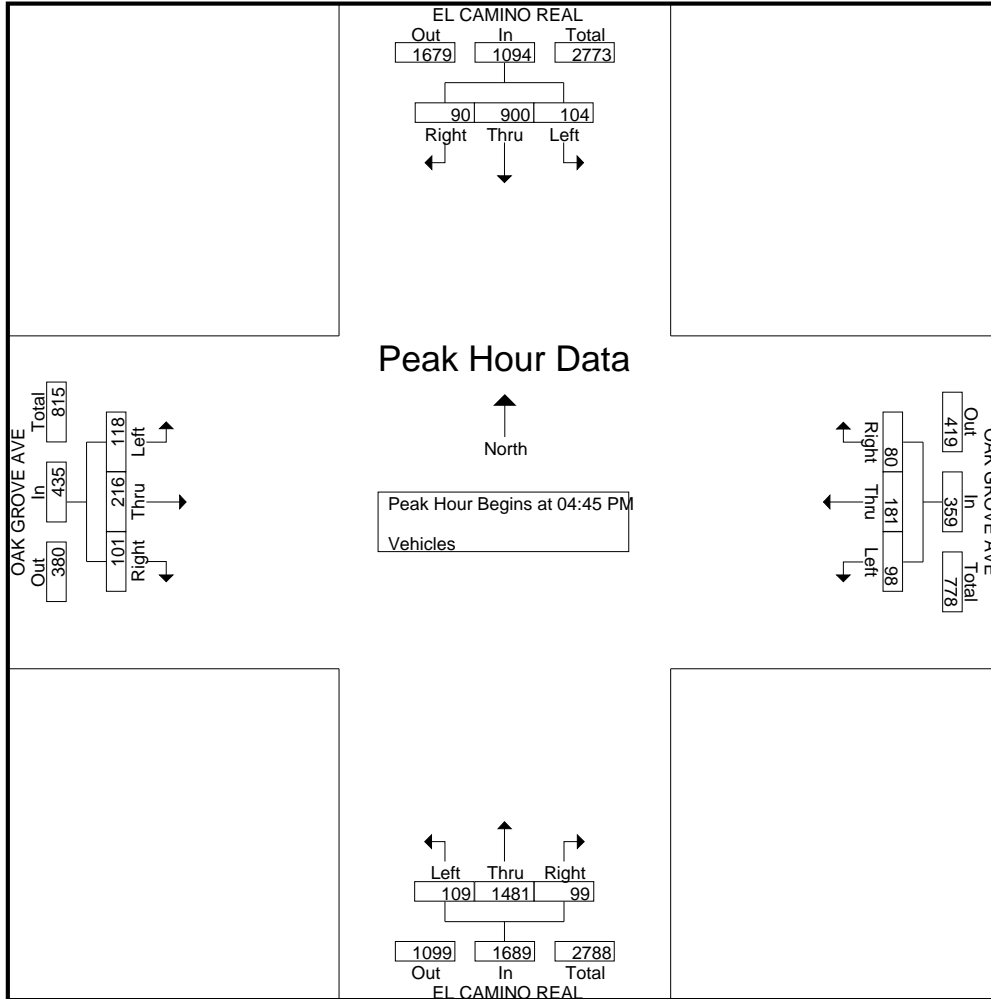 EL CAMINO REAL
Out In Total
1679 1094 2773
90 900 104
Right Thru Left
Peak Hour Data
North
Peak Hour Begins at 04:45 PM
Vehicles
OAK GROVE AVE
Total In Out
815 435 380
118 216 101
Left Thru Right
OAK GROVE AVE
Out In Total
419 359 778
80 181 98
Right Thru Left
Left Thru Right
109 1481 99
1099 1689 2788
Out In Total
EL CAMINO REAL